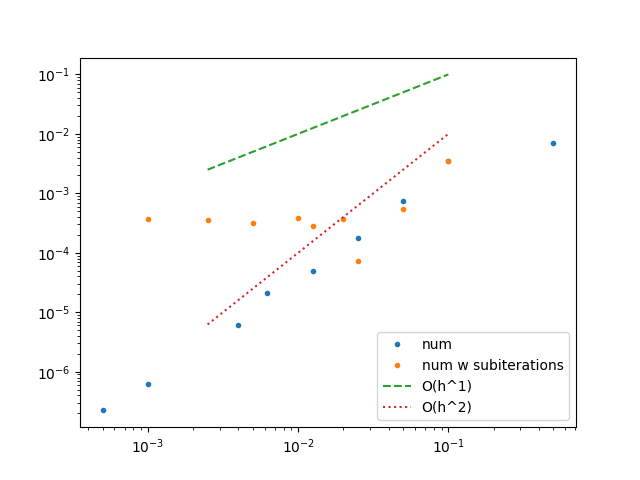 10^{-1}
10^{-2}
10^{-3}
10^{-4}
10^{-5}
10^{-6}
num
num w subiterations
O(h^1)
O(h^2)
10^{-3} 10^{-2} 10^{-1}